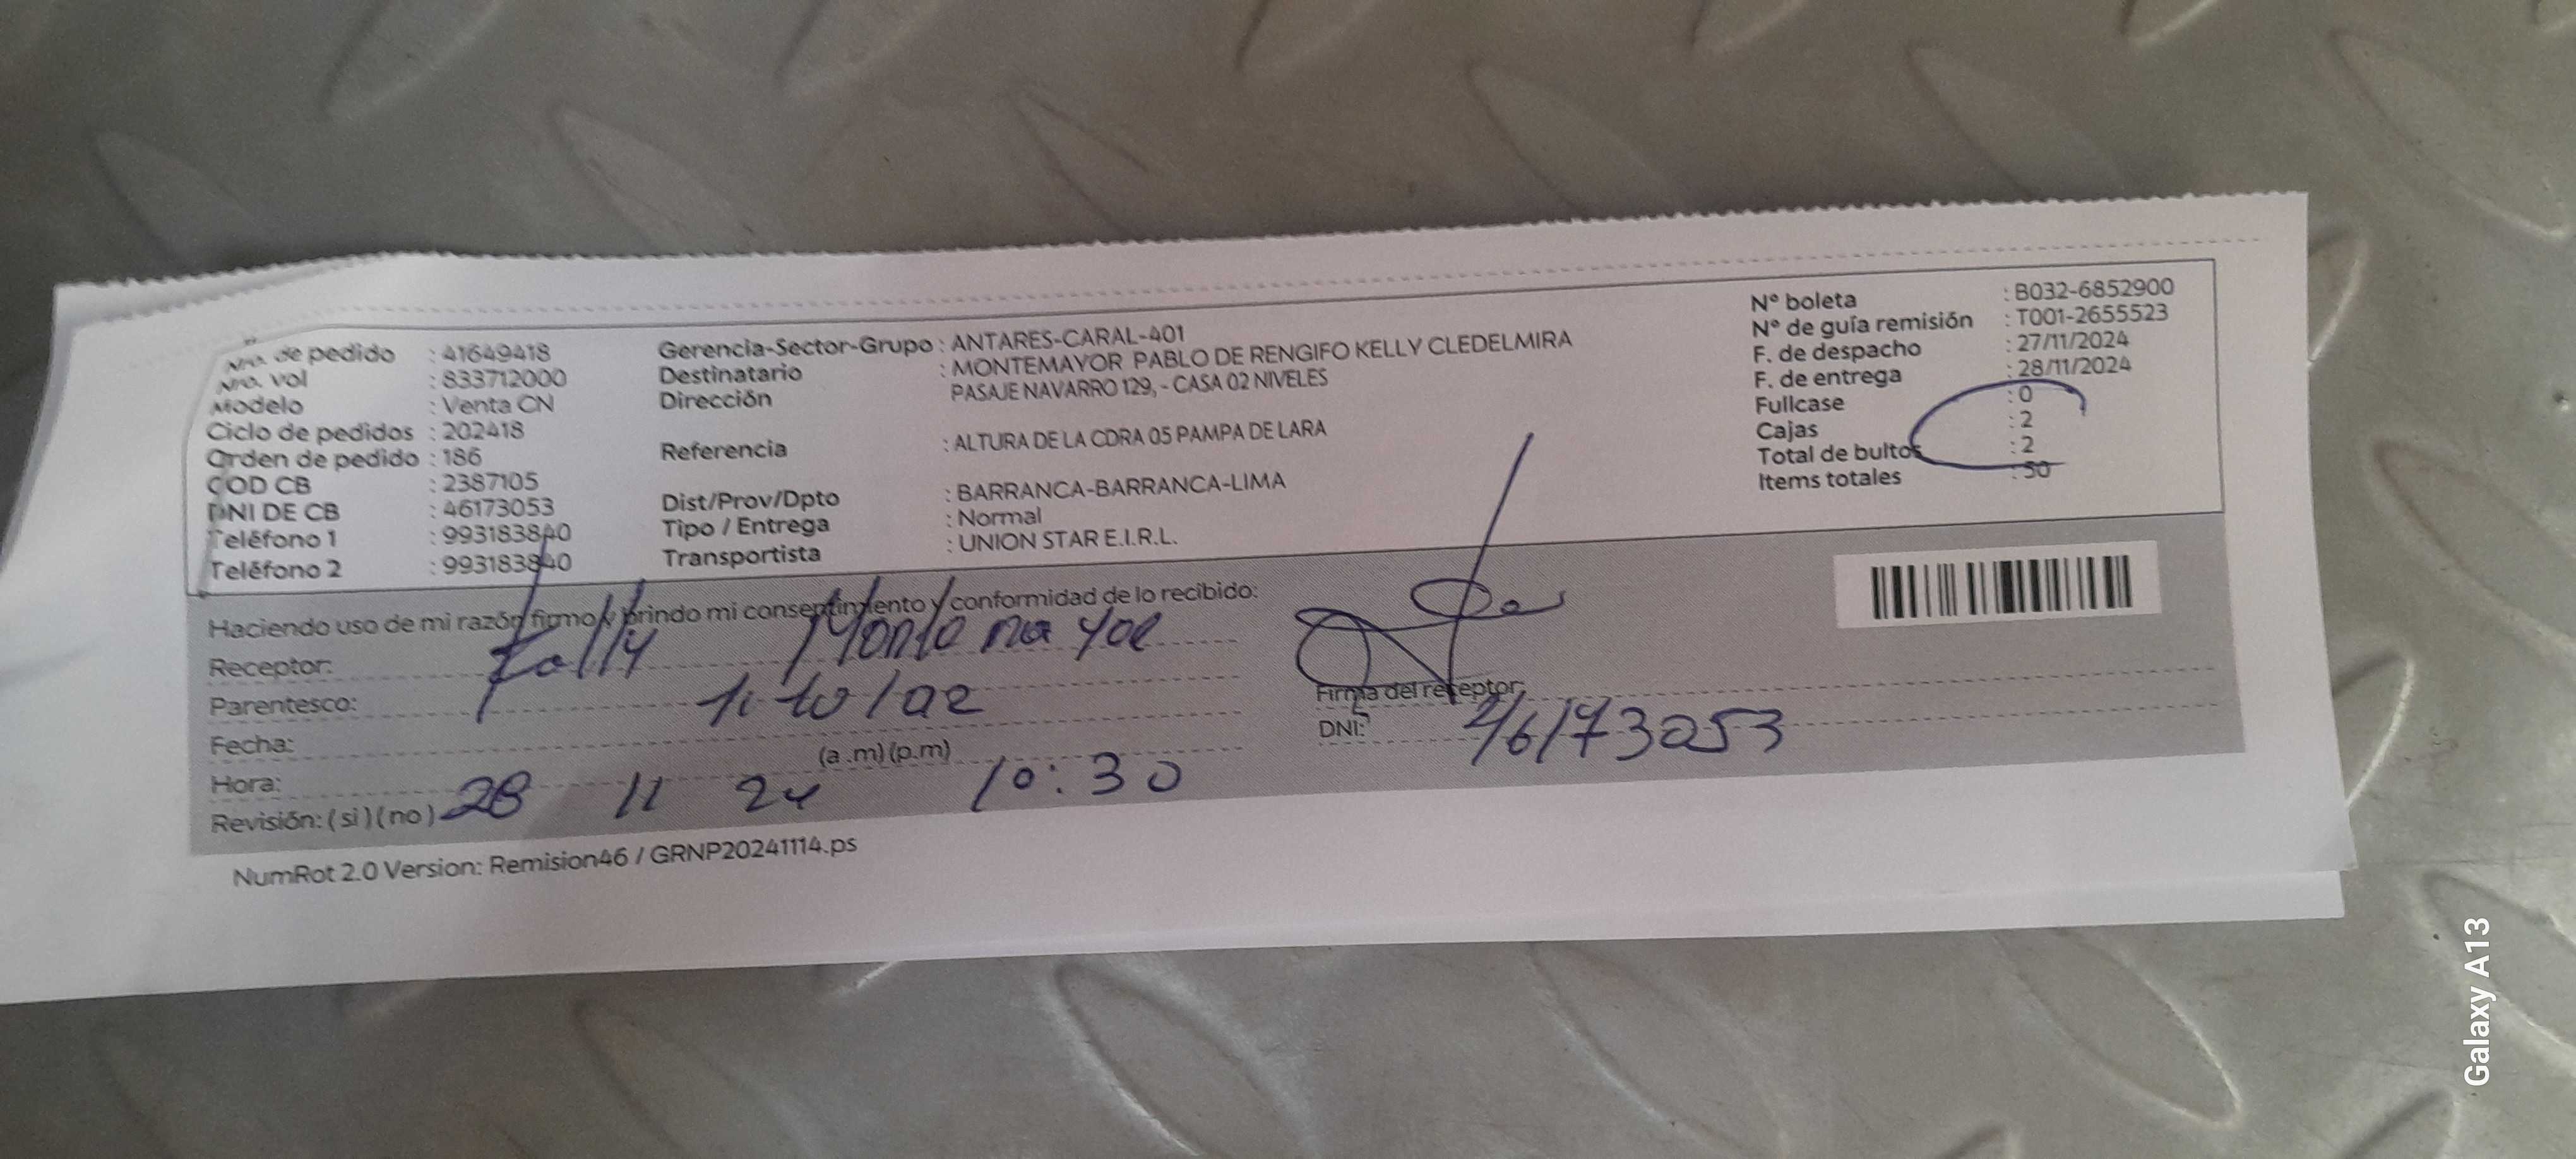 Nro. de pedido : 41649418
Nro. vol : 833712000
Modelo : Venta CN
Ciclo de pedidos : 202418
Orden de pedido : 186
COD CB : 2387105
DNI DE CB : 46173053
Teléfono 1 : 993183840
Teléfono 2 : 993183840
Gerencia-Sector-Grupo : ANTARES-CARAL-401
Destinatario : MONTEMAYOR PABLO DE RENGIFO KELLY CLEDELMIRA
Dirección PASAJE NAVARRO 129, - CASA 02 NIVELES
Referencia : ALTURA DE LA CDRA 05 PAMPA DE LARA
Dist/Prov/Dpto : BARRANCA-BARRANCA-LIMA
Tipo / Entrega : Normal
Transportista : UNION STAR E.I.R.L.
N° boleta : B032-6852900
N° de guía remisión : T001-2655523
F. de despacho : 27/11/2024
F. de entrega : 28/11/2024
Fullcase : 0
Cajas : 2
Total de bultos : 2
Items totales : 50
Haciendo uso de mi razón firmo y brindo mi consentimiento y conformidad de lo recibido:
Receptor: Kelly Montemayor
Parentesco: titular
Fecha:
(a .m) (p.m)
Hora:
Revisión: ( si ) ( no ) 28 11 24 10:30
Firma del receptor:
DNI: 46173053
NumRot 2.0 Version: Remision46 / GRNP20241114.ps
Galaxy A13